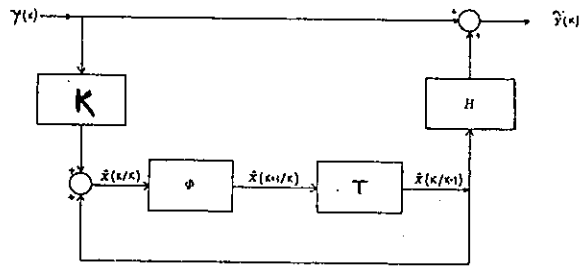 γ(k)
+
+
ỹ(k)
K
H
+
x̂(k/k)
Φ
x̂(k+1/k)
T
x̂(k/k-1)
+